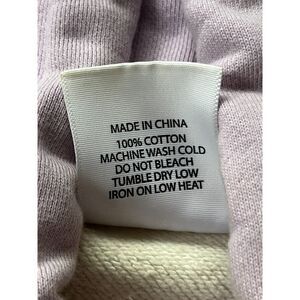 MADE IN CHINA
100% COTTON
MACHINE WASH COLD
DO NOT BLEACH
TUMBLE DRY LOW
IRON ON LOW HEAT